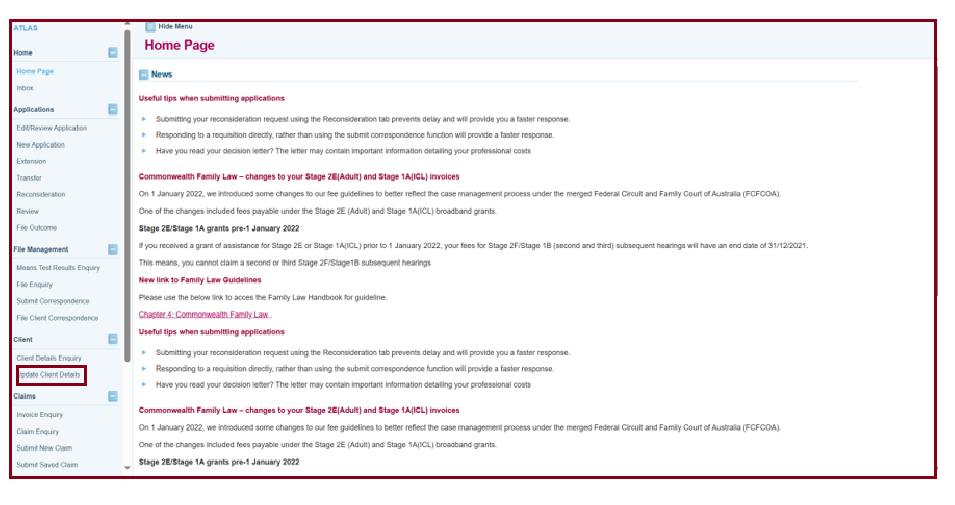 ATLAS
Home
Home Page
Inbox
Applications
Edit/Review Application
New Application
Extension
Transfer
Reconsideration
Review
File Outcome
File Management
Means Test Results Enquiry
File Enquiry
Submit Correspondence
File Client Correspondence
Client
Client Details Enquiry
Update Client Details
Claims
Invoice Enquiry
Claim Enquiry
Submit New Claim
Submit Saved Claim
Hide Menu
Home Page
News
Useful tips when submitting applications
Submitting your reconsideration request using the Reconsideration tab prevents delay and will provide you a faster response.
Responding to a requisition directly, rather than using the submit correspondence function will provide a faster response.
Have you read your decision letter? The letter may contain important information detailing your professional costs
Commonwealth Family Law – changes to your Stage 2E(Adult) and Stage 1A(ICL) invoices
On 1 January 2022, we introduced some changes to our fee guidelines to better reflect the case management process under the merged Federal Circuit and Family Court of Australia (FCFCOA).
One of the changes included fees payable under the Stage 2E (Adult) and Stage 1A(ICL) broadband grants.
Stage 2E/Stage 1A grants pre-1 January 2022
If you received a grant of assistance for Stage 2E or Stage 1A(ICL) prior to 1 January 2022, your fees for Stage 2F/Stage 1B (second and third) subsequent hearings will have an end date of 31/12/2021.
This means, you cannot claim a second or third Stage 2F/Stage1B subsequent hearings
New link to Family Law Guidelines
Please use the below link to acces the Family Law Handbook for guideline.
Chapter 4: Commonwealth Family Law .
Useful tips when submitting applications
Submitting your reconsideration request using the Reconsideration tab prevents delay and will provide you a faster response.
Responding to a requisition directly, rather than using the submit correspondence function will provide a faster response.
Have you read your decision letter? The letter may contain important information detailing your professional costs
Commonwealth Family Law – changes to your Stage 2E(Adult) and Stage 1A(ICL) invoices
On 1 January 2022, we introduced some changes to our fee guidelines to better reflect the case management process under the merged Federal Circuit and Family Court of Australia (FCFCOA).
One of the changes included fees payable under the Stage 2E (Adult) and Stage 1A(ICL) broadband grants.
Stage 2E/Stage 1A grants pre-1 January 2022